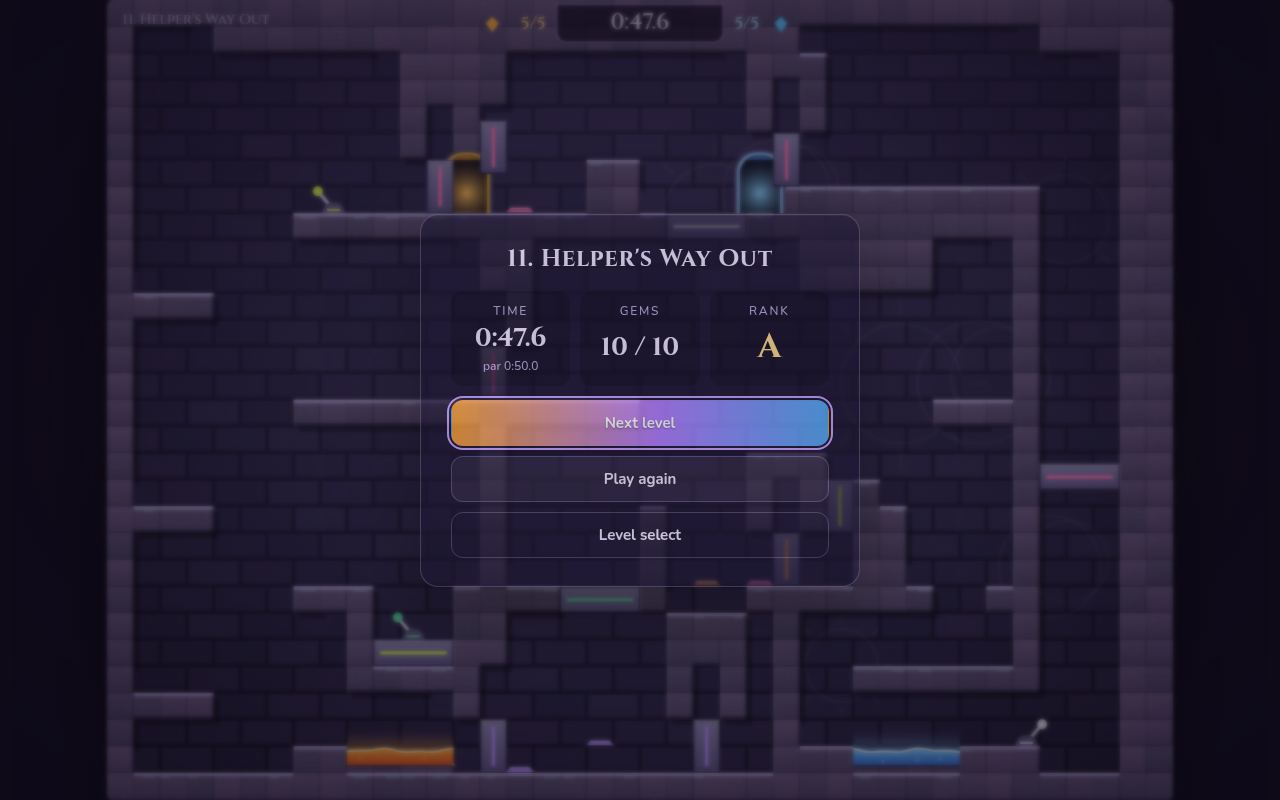 11. Helper's Way Out
5/5
0:47.6
5/5
11. Helper's Way Out
TIME
0:47.6
par 0:50.0
GEMS
10 / 10
RANK
A
Next level
Play again
Level select